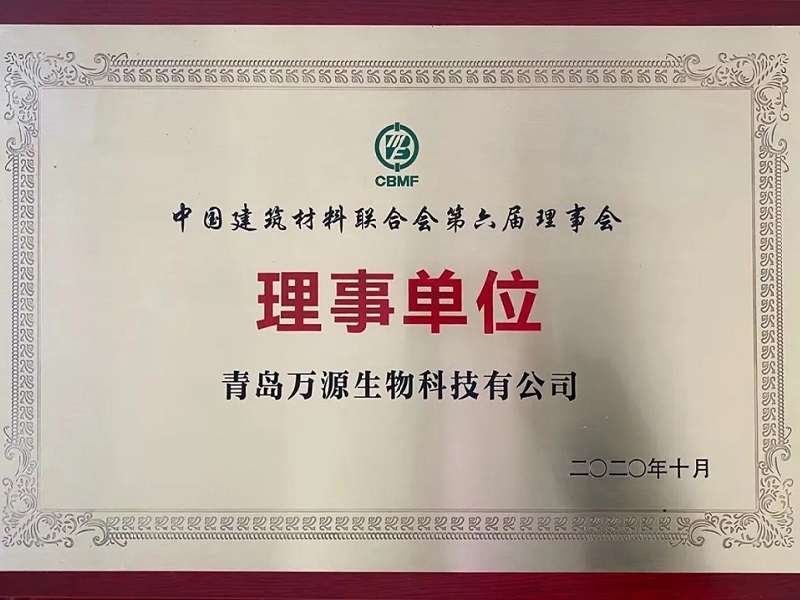 CBMF
中国建筑材料联合会第六届理事会
理事单位
青岛万源生物科技有公司
二〇二〇年十月